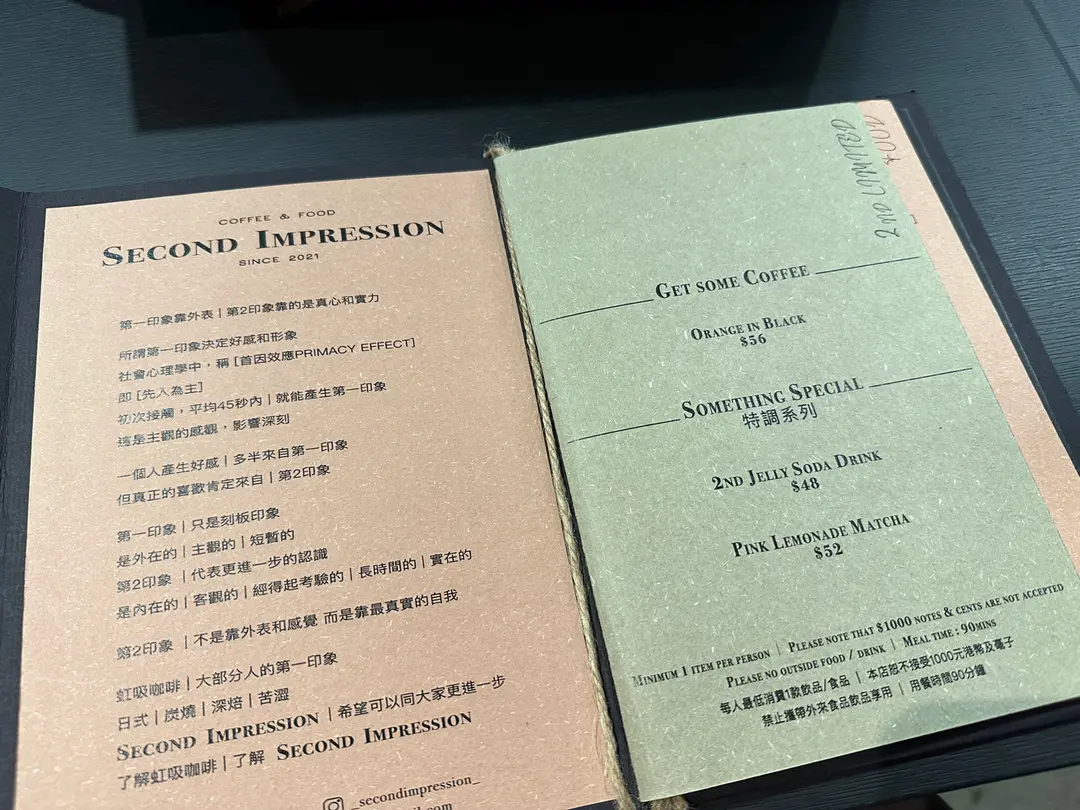 COFFEE & FOOD
SECOND IMPRESSION
SINCE 2021
第一印象靠外表 | 第2印象靠的是真心和實力
所謂第一印象決定好感和形象
社會心理學中，稱 [首因效應PRIMACY EFFECT]
即 [先入為主]
初次接觸，平均45秒內 | 就能產生第一印象
這是主觀的感觀，影響深刻
一個人產生好感 | 多半來自第一印象
但真正的喜歡肯定來自 | 第2印象
第一印象 | 只是刻板印象
是外在的 | 主觀的 | 短暫的
第2印象 | 代表更進一步的認識
是內在的 | 客觀的 | 經得起考驗的 | 長時間的 | 實在的
第2印象 | 不是靠外表和感覺 而是靠最真實的自我
虹吸咖啡 | 大部分人的第一印象
日式 | 炭燒 | 深焙 | 苦澀
SECOND IMPRESSION | 希望可以同大家更進一步
了解虹吸咖啡 | 了解 SECOND IMPRESSION
_secondimpression_
2ND LIMITED
FOOD
GET SOME COFFEE
ORANGE IN BLACK
$56
SOMETHING SPECIAL
特調系列
2ND JELLY SODA DRINK
$48
PINK LEMONADE MATCHA
$52
MINIMUM 1 ITEM PER PERSON | PLEASE NOTE THAT $1000 NOTES & CENTS ARE NOT ACCEPTED
PLEASE NO OUTSIDE FOOD / DRINK | MEAL TIME : 90MINS
每人最低消費1款飲品/食品 | 本店恕不接受1000元港幣及毫子
禁止攜帶外來食品飲品享用 | 用餐時間90分鐘